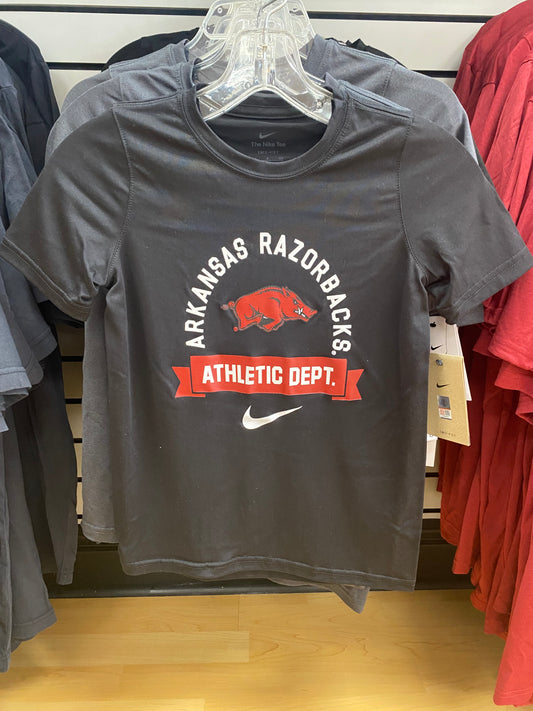 The Nike Tee
ARKANSAS RAZORBACKS.
ATHLETIC DEPT.